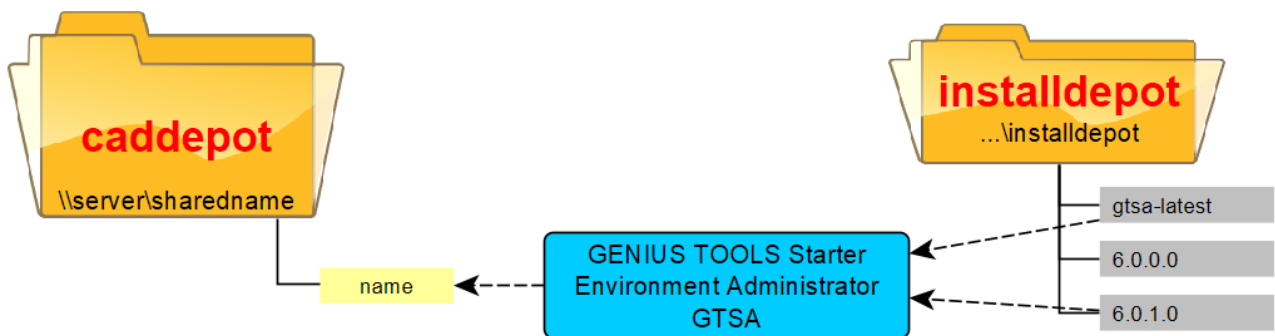 caddepot
\\server\sharedname
name
GENIUS TOOLS Starter
Environment Administrator
GTSA
installdepot
...\installdepot
gtsa-latest
6.0.0.0
6.0.1.0